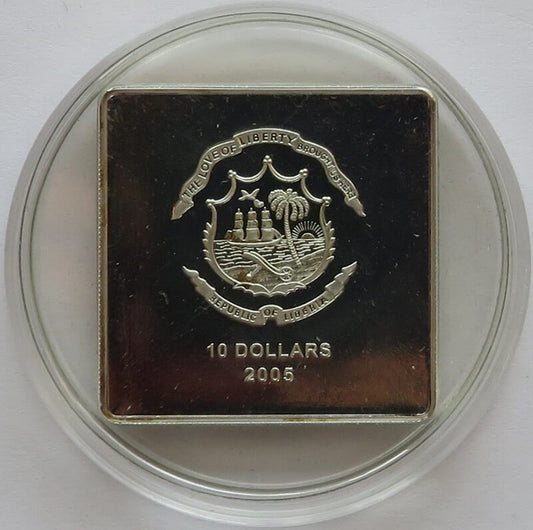 THE LOVE OF LIBERTY BROUGHT US HERE
REPUBLIC OF LIBERIA
10 DOLLARS
2005